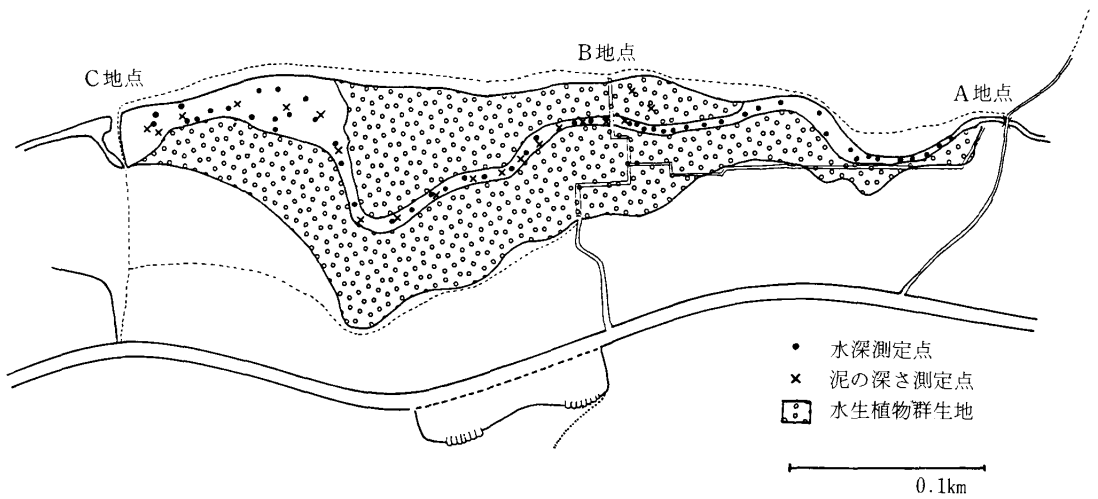 B地点
C地点
A地点
水深測定点
泥の深さ測定点
水生植物群生地
0.1km